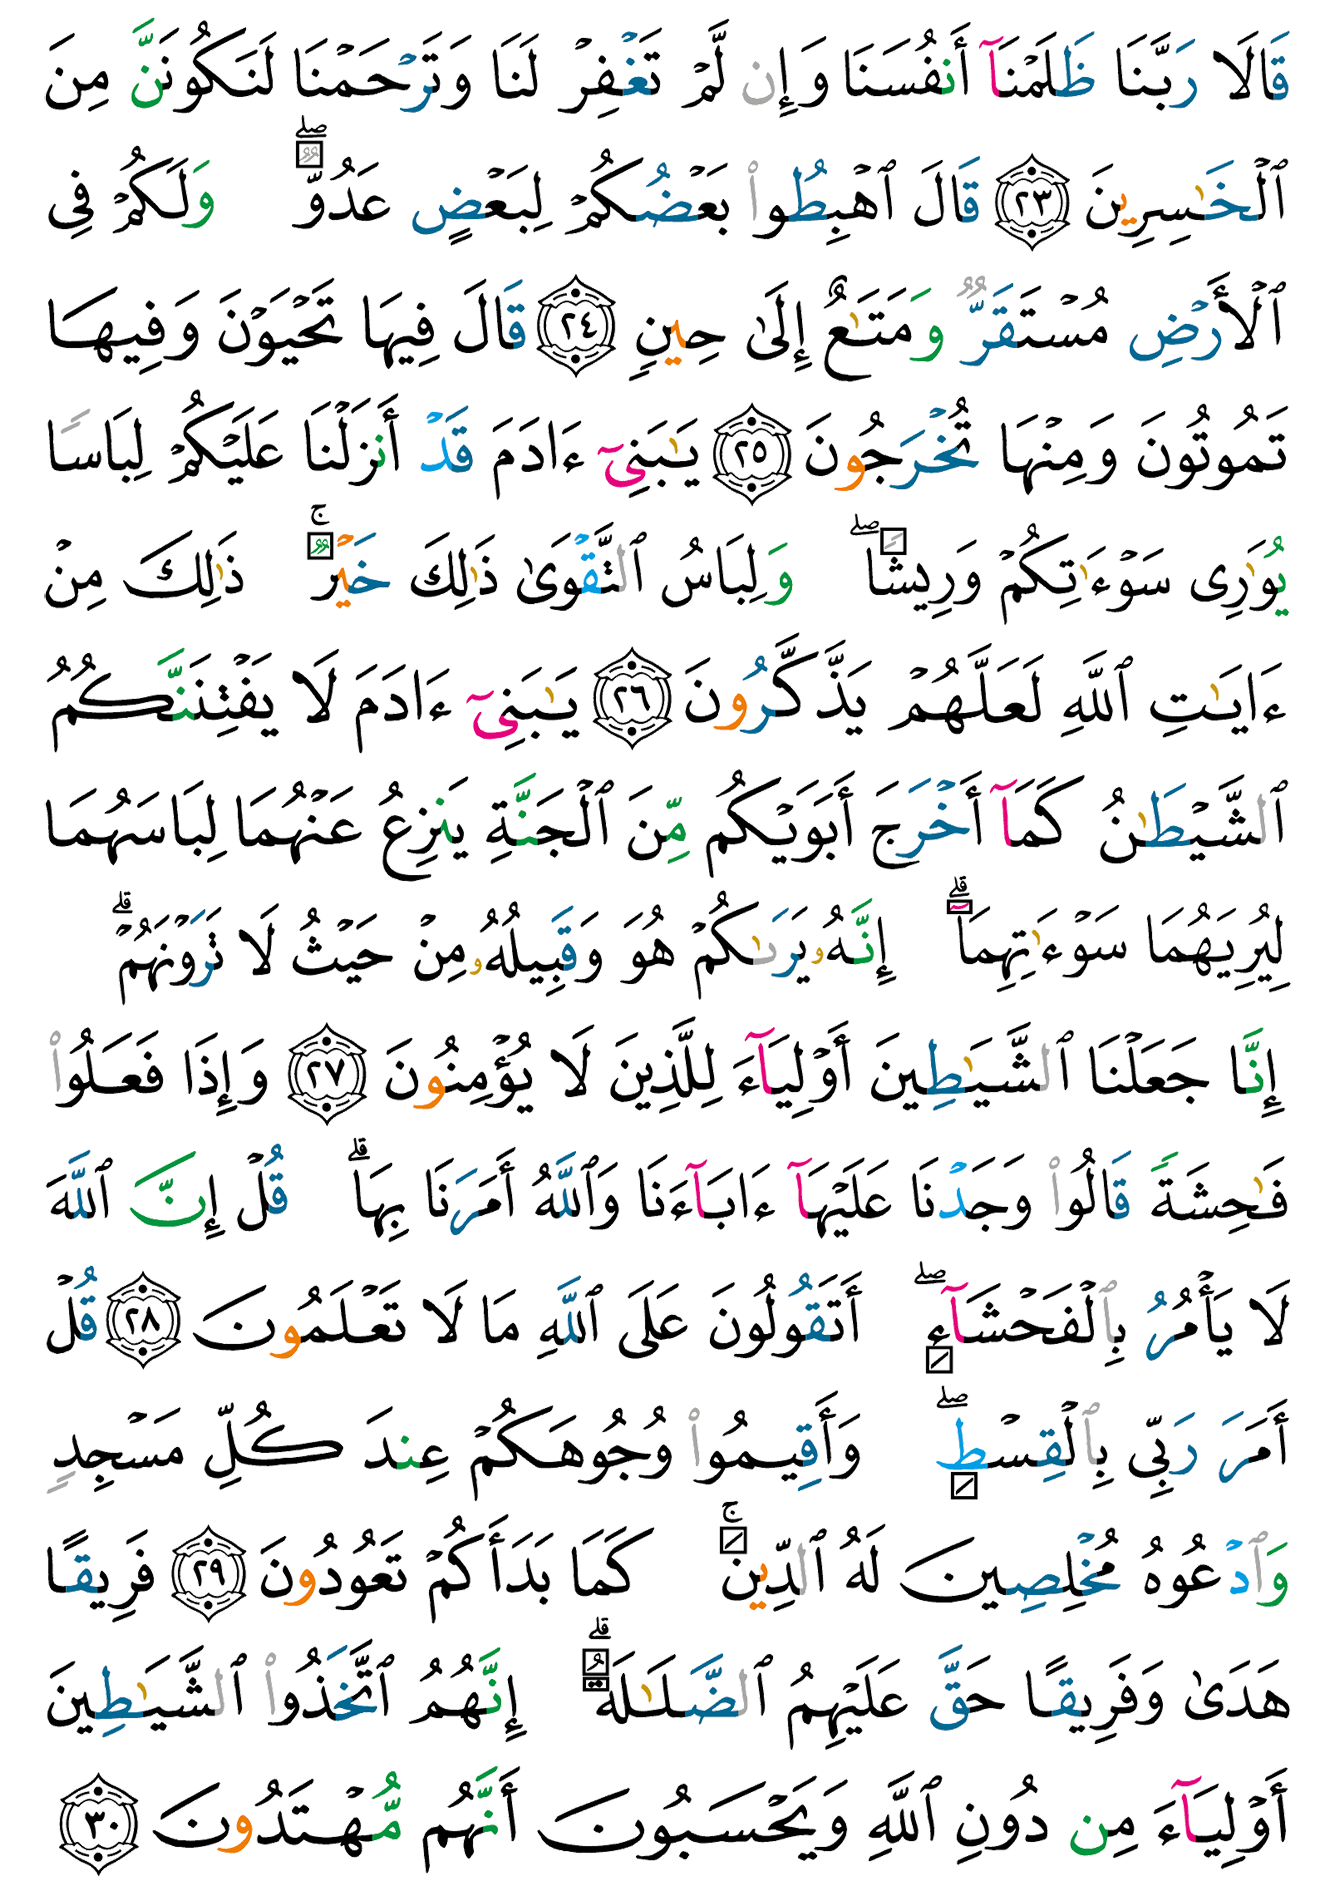 قَالَا رَبَّنَا ظَلَمْنَآ أَنفُسَنَا وَإِن لَّمْ تَغْفِرْ لَنَا وَتَرْحَمْنَا لَنَكُونَنَّ مِنَ
ٱلْخَـٰسِرِينَ ٢٣ قَالَ ٱهْبِطُوا۟ بَعْضُكُمْ لِبَعْضٍ عَدُوٌّ ۖ وَلَكُمْ فِى
ٱلْأَرْضِ مُسْتَقَرٌّ وَمَتَـٰعٌ إِلَىٰ حِينٍ ٢٤ قَالَ فِيهَا تَحْيَوْنَ وَفِيهَا
تَمُوتُونَ وَمِنْهَا تُخْرَجُونَ ٢٥ يَـٰبَنِىٓ ءَادَمَ قَدْ أَنزَلْنَا عَلَيْكُمْ لِبَاسًا
يُوَٰرِى سَوْءَٰتِكُمْ وَرِيشًا ۖ وَلِبَاسُ ٱلتَّقْوَىٰ ذَٰلِكَ خَيْرٌ ۚ ذَٰلِكَ مِنْ
ءَايَـٰتِ ٱللَّهِ لَعَلَّهُمْ يَذَّكَّرُونَ ٢٦ يَـٰبَنِىٓ ءَادَمَ لَا يَفْتِنَنَّكُمُ
ٱلشَّيْطَـٰنُ كَمَآ أَخْرَجَ أَبَوَيْكُم مِّنَ ٱلْجَنَّةِ يَنزِعُ عَنْهُمَا لِبَاسَهُمَا
لِيُرِيَهُمَا سَوْءَٰتِهِمَآ ۗ إِنَّهُۥ يَرَىٰكُمْ هُوَ وَقَبِيلُهُۥ مِنْ حَيْثُ لَا تَرَوْنَهُمْ ۗ
إِنَّا جَعَلْنَا ٱلشَّيَـٰطِينَ أَوْلِيَآءَ لِلَّذِينَ لَا يُؤْمِنُونَ ٢٧ وَإِذَا فَعَلُوا۟
فَـٰحِشَةً قَالُوا۟ وَجَدْنَا عَلَيْهَآ ءَابَآءَنَا وَٱللَّهُ أَمَرَنَا بِهَا ۗ قُلْ إِنَّ ٱللَّهَ
لَا يَأْمُرُ بِٱلْفَحْشَآءِ ۖ أَتَقُولُونَ عَلَى ٱللَّهِ مَا لَا تَعْلَمُونَ ٢٨ قُلْ
أَمَرَ رَبِّى بِٱلْقِسْطِ ۖ وَأَقِيمُوا۟ وُجُوهَكُمْ عِندَ كُلِّ مَسْجِدٍ
وَٱدْعُوهُ مُخْلِصِينَ لَهُ ٱلدِّينَ ۚ كَمَا بَدَأَكُمْ تَعُودُونَ ٢٩ فَرِيقًا
هَدَىٰ وَفَرِيقًا حَقَّ عَلَيْهِمُ ٱلضَّلَـٰلَةُ ۗ إِنَّهُمُ ٱتَّخَذُوا۟ ٱلشَّيَـٰطِينَ
أَوْلِيَآءَ مِن دُونِ ٱللَّهِ وَيَحْسَبُونَ أَنَّهُم مُّهْتَدُونَ ٣٠